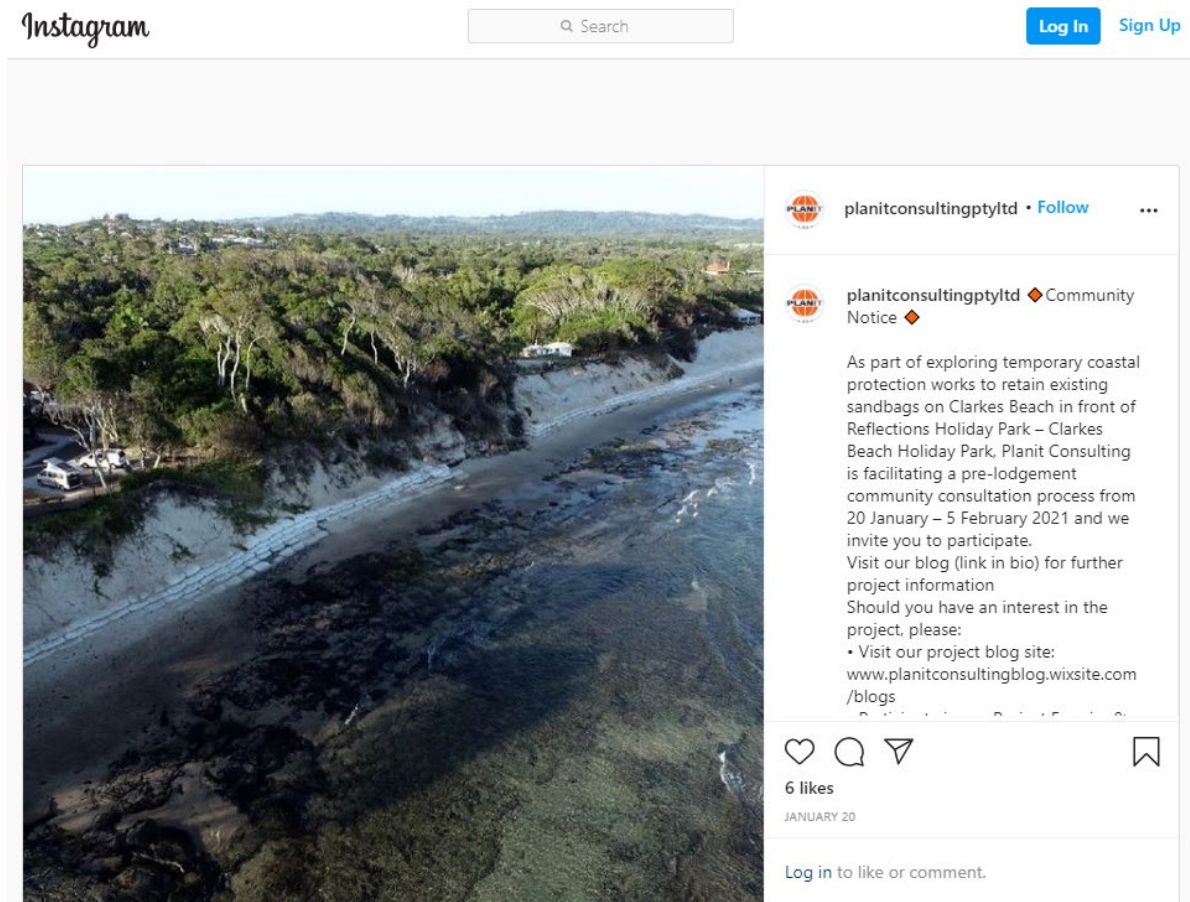 Instagram
Search
Log In
Sign Up
PLANIT
planitconsultingptyltd • Follow
PLANIT
planitconsultingptyltd 🔶Community
Notice 🔶
As part of exploring temporary coastal
protection works to retain existing
sandbags on Clarkes Beach in front of
Reflections Holiday Park – Clarkes
Beach Holiday Park, Planit Consulting
is facilitating a pre-lodgement
community consultation process from
20 January – 5 February 2021 and we
invite you to participate.
Visit our blog (link in bio) for further
project information
Should you have an interest in the
project, please:
• Visit our project blog site:
www.planitconsultingblog.wixsite.com
/blogs
6 likes
JANUARY 20
Log in to like or comment.